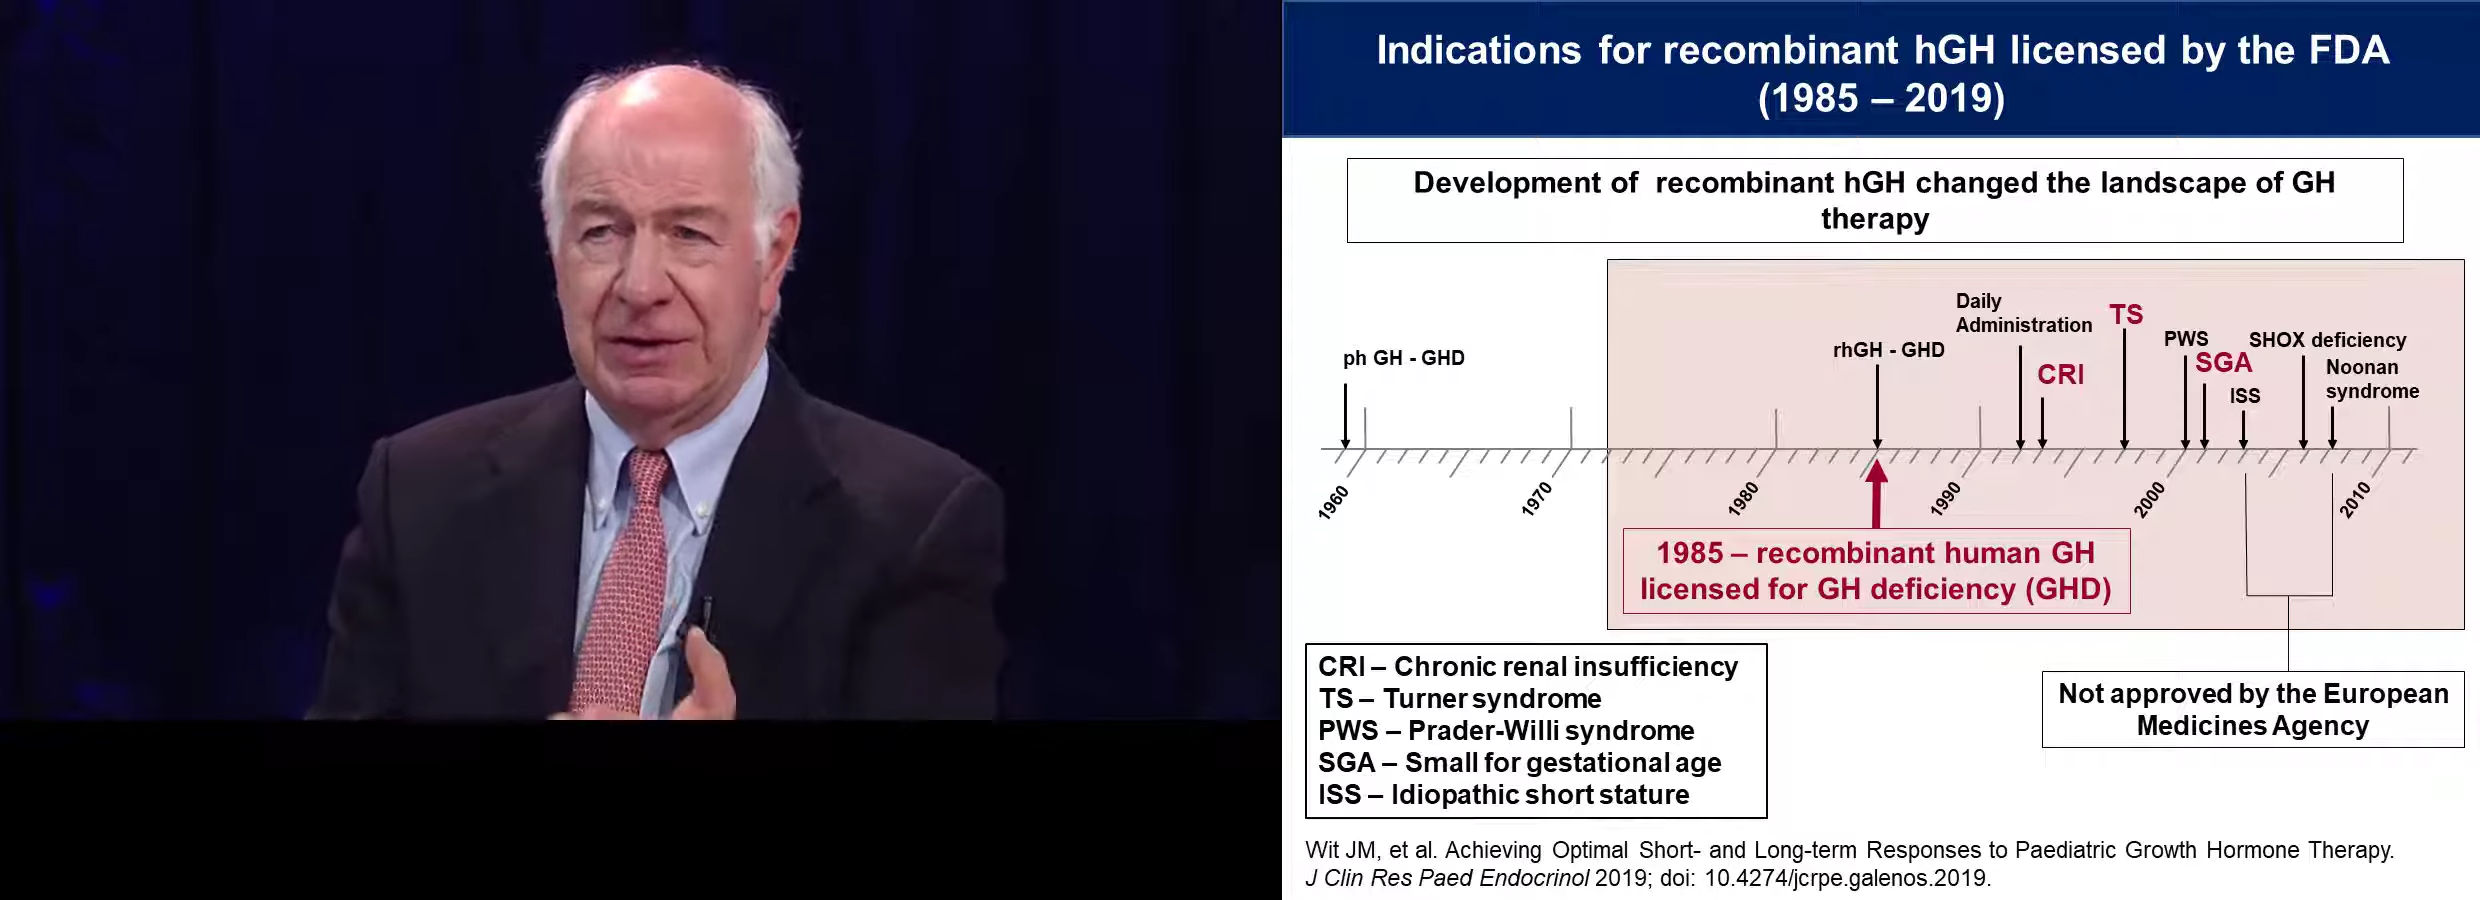 Indications for recombinant hGH licensed by the FDA
(1985 – 2019)
Development of recombinant hGH changed the landscape of GH
therapy
ph GH - GHD
rhGH - GHD
Daily
Administration
CRI
TS
PWS
SGA
ISS
SHOX deficiency
Noonan
syndrome
1960
1970
1980
1990
2000
2010
1985 – recombinant human GH
licensed for GH deficiency (GHD)
CRI – Chronic renal insufficiency
TS – Turner syndrome
PWS – Prader-Willi syndrome
SGA – Small for gestational age
ISS – Idiopathic short stature
Not approved by the European
Medicines Agency
Wit JM, et al. Achieving Optimal Short- and Long-term Responses to Paediatric Growth Hormone Therapy.
J Clin Res Paed Endocrinol 2019; doi: 10.4274/jcrpe.galenos.2019.